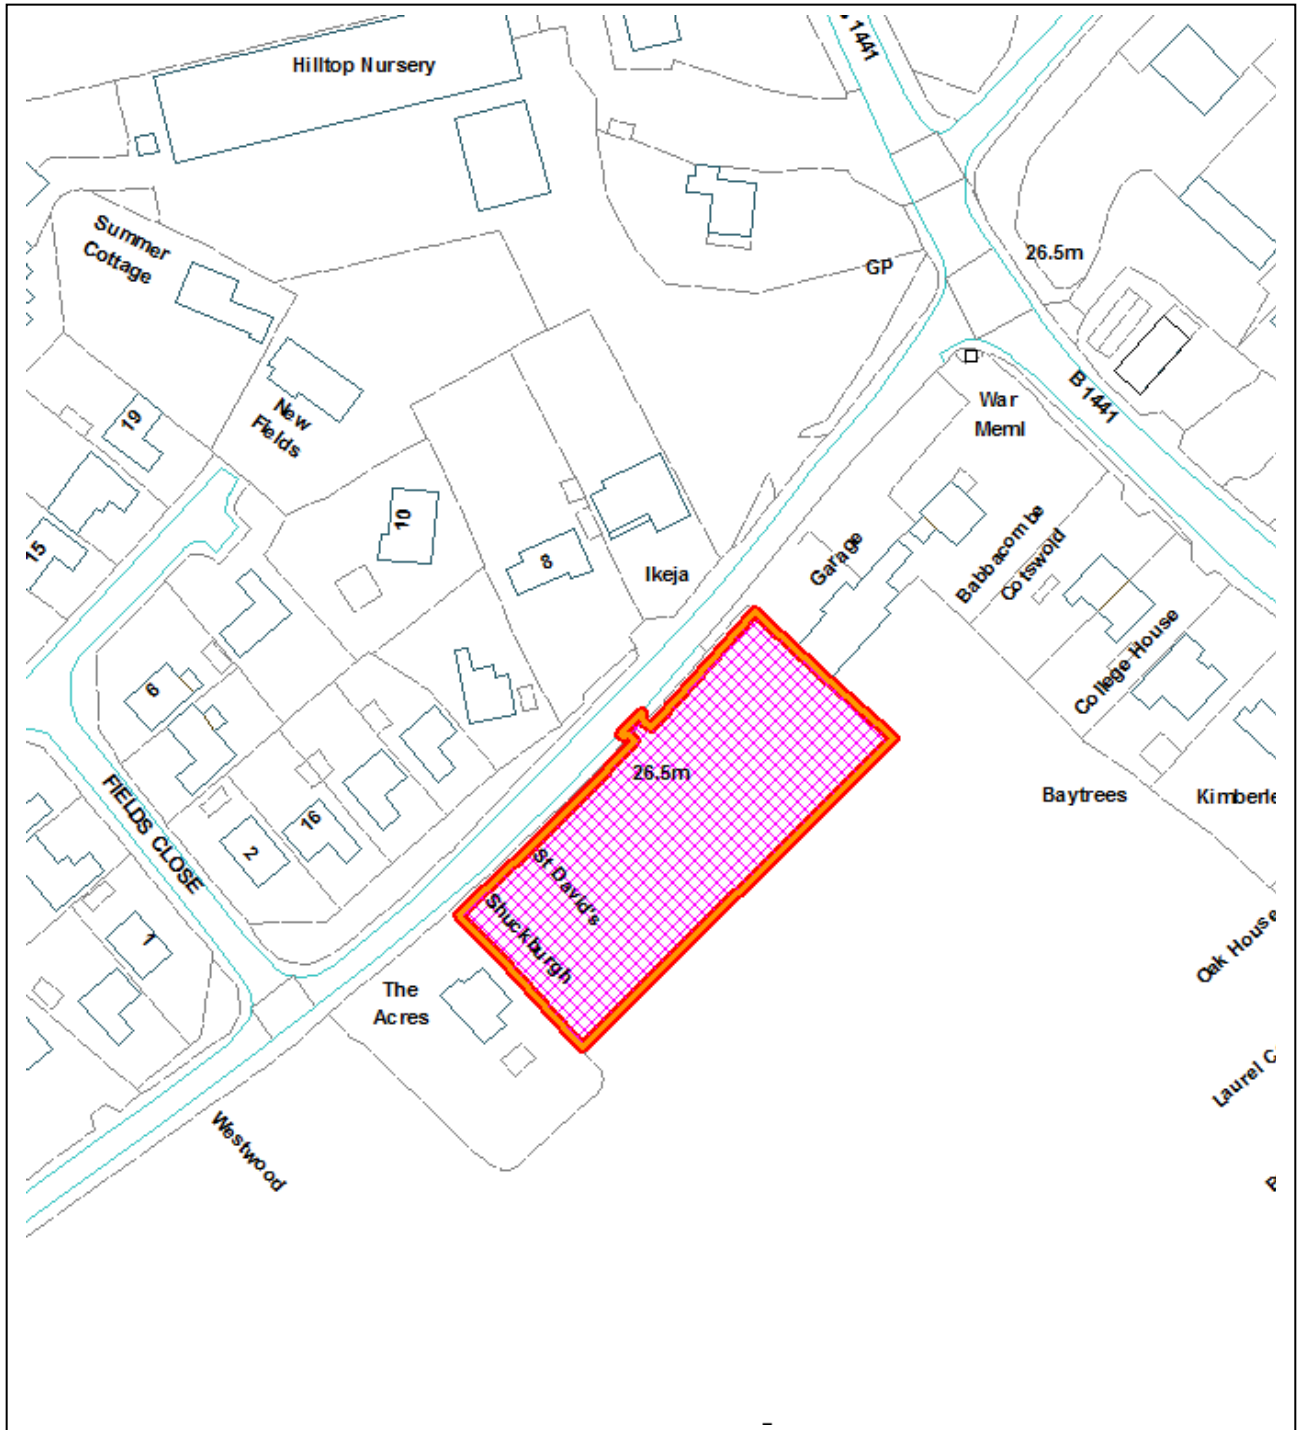 B 1441
Hilltop Nursery
Summer
Cottage
GP
26.5m
New
Fields
19
B 1441
War
Meml
15
10
8
Ikeja
Garage
Babbacombe
Cotswold
College House
6
26.5m
Baytrees
Kimberle
FIELDS CLOSE
16
2
St David's
Shuckburgh
1
The
Acres
Oak House
Laurel C
Westwood